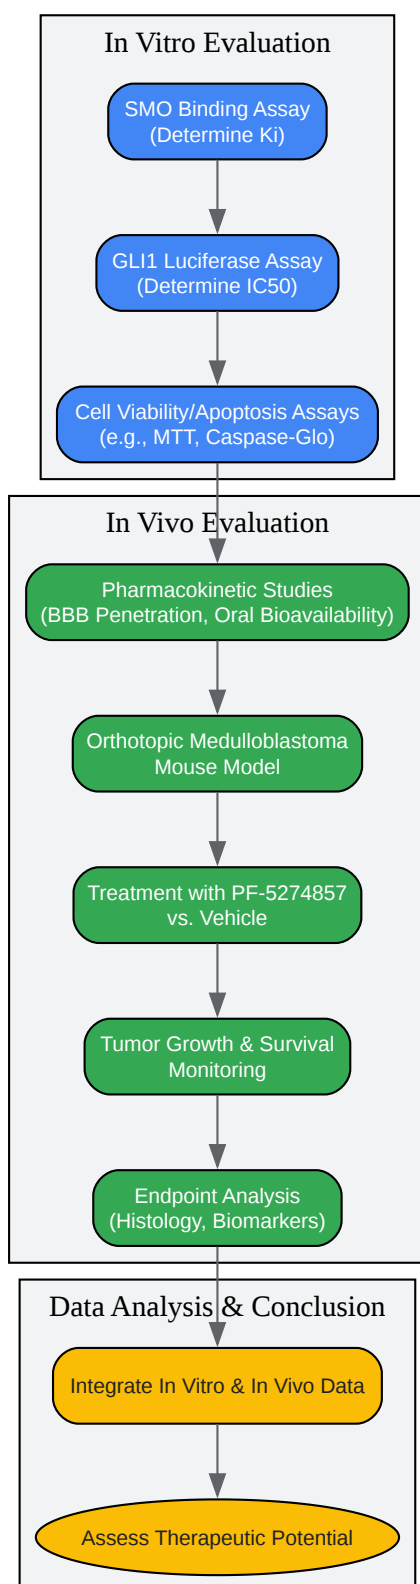 In Vitro Evaluation
SMO Binding Assay
(Determine Ki)
GLI1 Luciferase Assay
(Determine IC50)
Cell Viability/Apoptosis Assays
(e.g., MTT, Caspase-Glo)
In Vivo Evaluation
Pharmacokinetic Studies
(BBB Penetration, Oral Bioavailability)
Orthotopic Medulloblastoma
Mouse Model
Treatment with PF-5274857
vs. Vehicle
Tumor Growth & Survival
Monitoring
Endpoint Analysis
(Histology, Biomarkers)
Data Analysis & Conclusion
Integrate In Vitro & In Vivo Data
Assess Therapeutic Potential